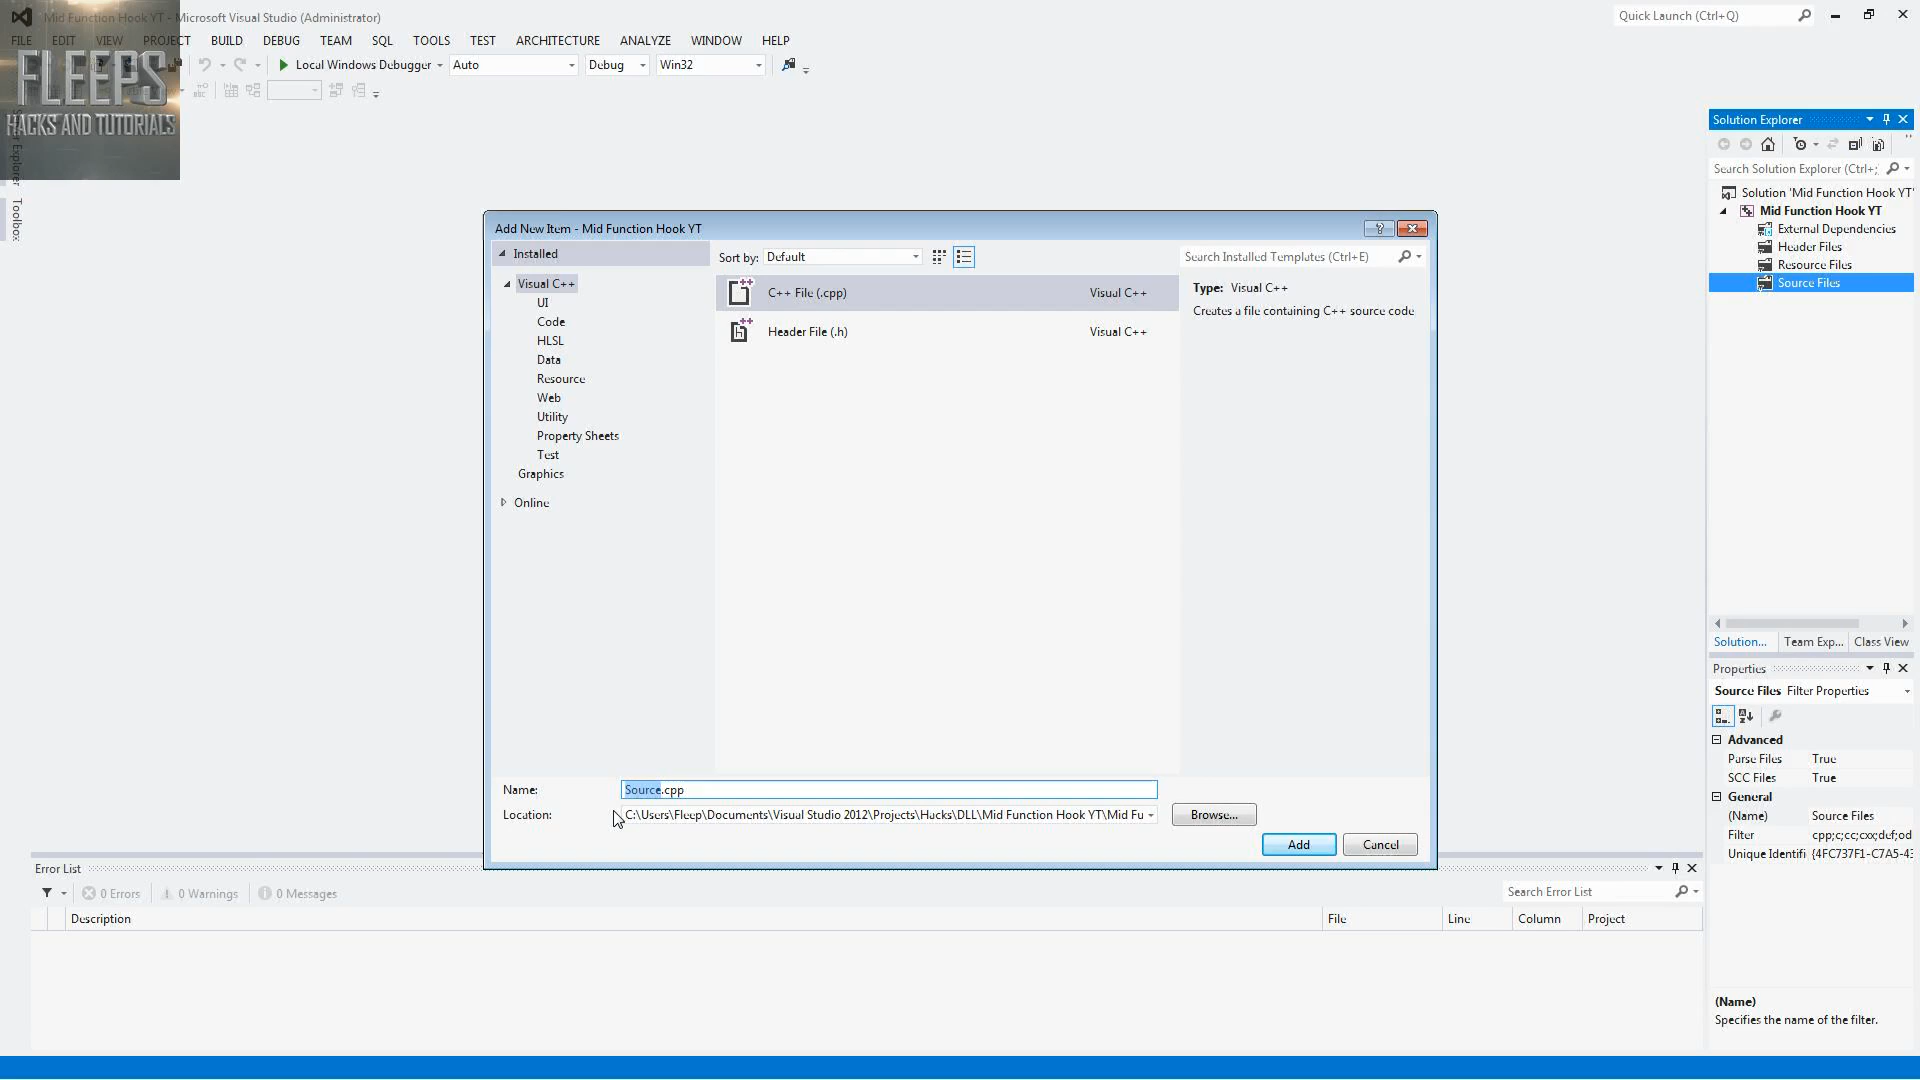 Mid Function Hook YT - Microsoft Visual Studio (Administrator)
Quick Launch (Ctrl+Q)
FILE EDIT VIEW PROJECT BUILD DEBUG TEAM SQL TOOLS TEST ARCHITECTURE ANALYZE WINDOW HELP
Local Windows Debugger Auto Debug Win32
FLEEPS
HACKS AND TUTORIALS
Explorer
Toolbox
Solution Explorer
Search Solution Explorer (Ctrl+;
Solution 'Mid Function Hook YT'
Mid Function Hook YT
External Dependencies
Header Files
Resource Files
Source Files
Solution... Team Exp... Class View
Add New Item - Mid Function Hook YT
Installed
Sort by: Default
Search Installed Templates (Ctrl+E)
Visual C++
UI
Code
HLSL
Data
Resource
Web
Utility
Property Sheets
Test
Graphics
Online
C++ File (.cpp) Visual C++
Header File (.h) Visual C++
Type: Visual C++
Creates a file containing C++ source code
Name: Source.cpp
Location: C:\Users\Fleep\Documents\Visual Studio 2012\Projects\Hacks\DLL\Mid Function Hook YT\Mid Fu
Browse...
Add Cancel
Properties
Source Files Filter Properties
Advanced
Parse Files True
SCC Files True
General
(Name) Source Files
Filter cpp;c;cc;cxx;def;od
Unique Identifi {4FC737F1-C7A5-43
(Name)
Specifies the name of the filter.
Error List
0 Errors 0 Warnings 0 Messages
Search Error List
Description File Line Column Project